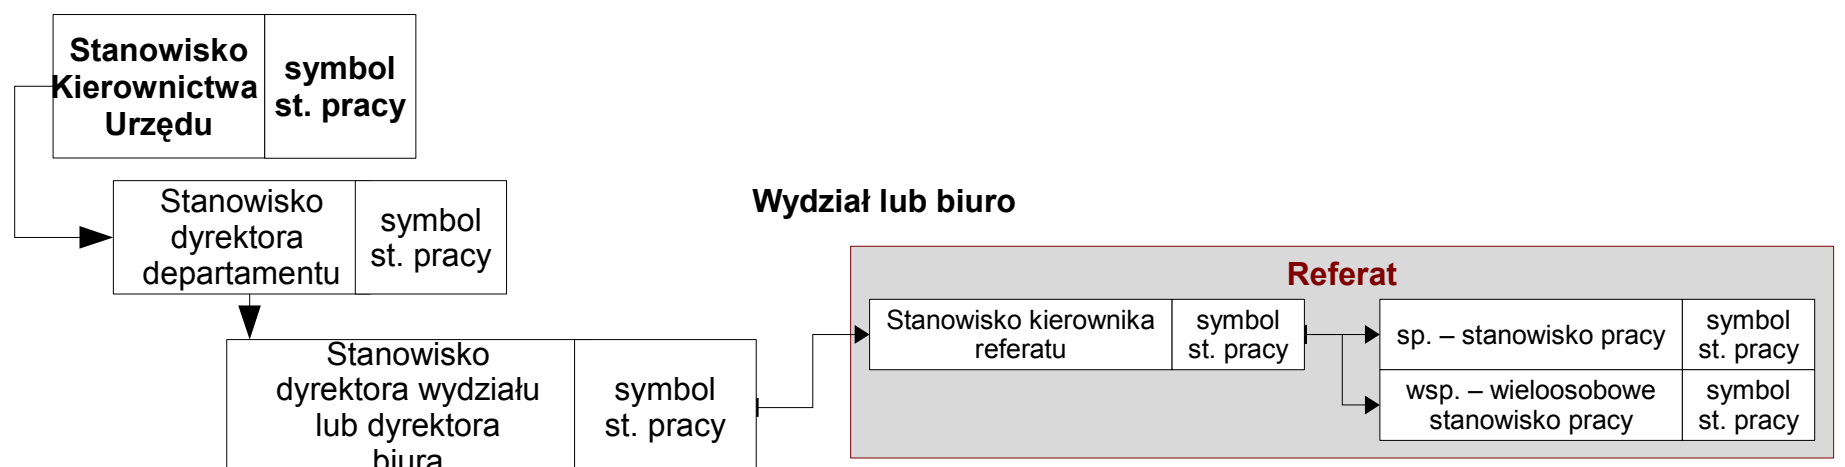 Stanowisko
Kierownictwa
Urzędu
symbol
st. pracy
Stanowisko
dyrektora
departamentu
symbol
st. pracy
Wydział lub biuro
Stanowisko
dyrektora wydziału
lub dyrektora
biura
symbol
st. pracy
Referat
Stanowisko kierownika
referatu
symbol
st. pracy
sp. – stanowisko pracy
symbol
st. pracy
wsp. – wieloosobowe
stanowisko pracy
symbol
st. pracy